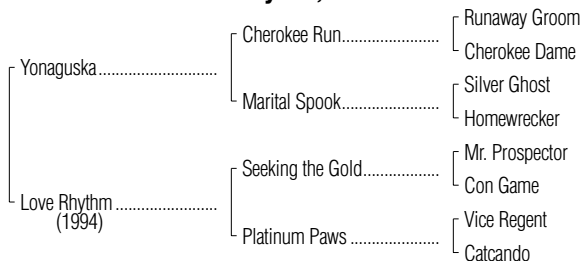 Runaway Groom
Cherokee Run
Cherokee Dame
Yonaguska
Silver Ghost
Marital Spook
Homewrecker
Mr. Prospector
Seeking the Gold
Con Game
Love Rhythm
(1994)
Vice Regent
Platinum Paws
Catcando